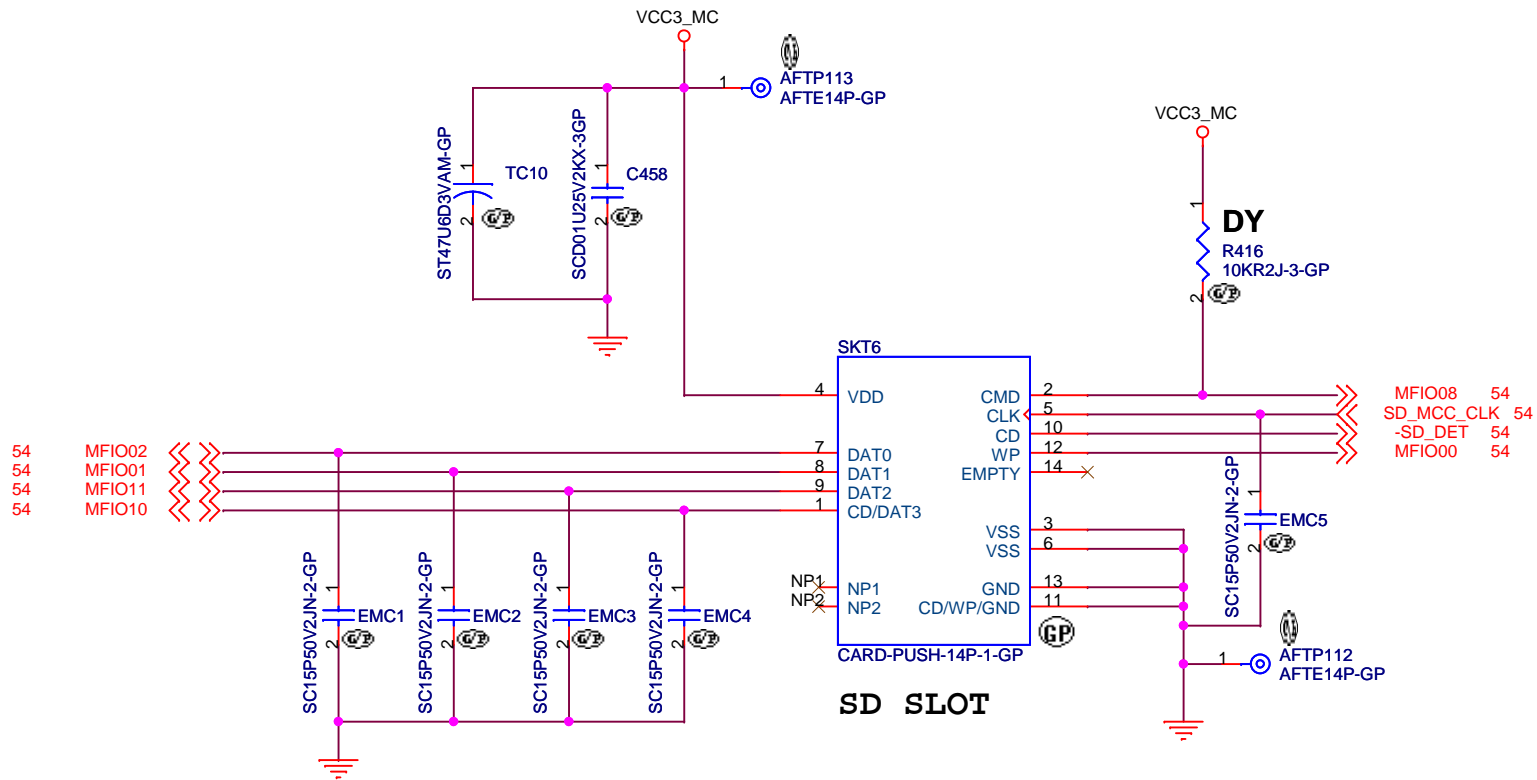 VCC3_MC
1
AFTP113
AFTE14P-GP
ST47U6D3VAM-GP
1
TC10
2
G/P
SCD01U25V2KX-3GP
1
C458
2
G/P
VCC3_MC
1
DY
R416
10KR2J-3-GP
2
G/P
SKT6
4 VDD
7 DAT0
8 DAT1
9 DAT2
1 CD/DAT3
NP1 NP1
NP2 NP2
CMD 2
CLK 5
CD 10
WP 12
EMPTY 14
VSS 3
VSS 6
GND 13
CD/WP/GND 11
GP
CARD-PUSH-14P-1-GP
SD SLOT
54 MFIO02
54 MFIO01
54 MFIO11
54 MFIO10
MFIO08 54
SD_MCC_CLK 54
-SD_DET 54
MFIO00 54
SC15P50V2JN-2-GP
1
EMC1
2
G/P
SC15P50V2JN-2-GP
1
EMC2
2
G/P
SC15P50V2JN-2-GP
1
EMC3
2
G/P
SC15P50V2JN-2-GP
1
EMC4
2
G/P
SC15P50V2JN-2-GP
1
EMC5
2
G/P
1
AFTP112
AFTE14P-GP